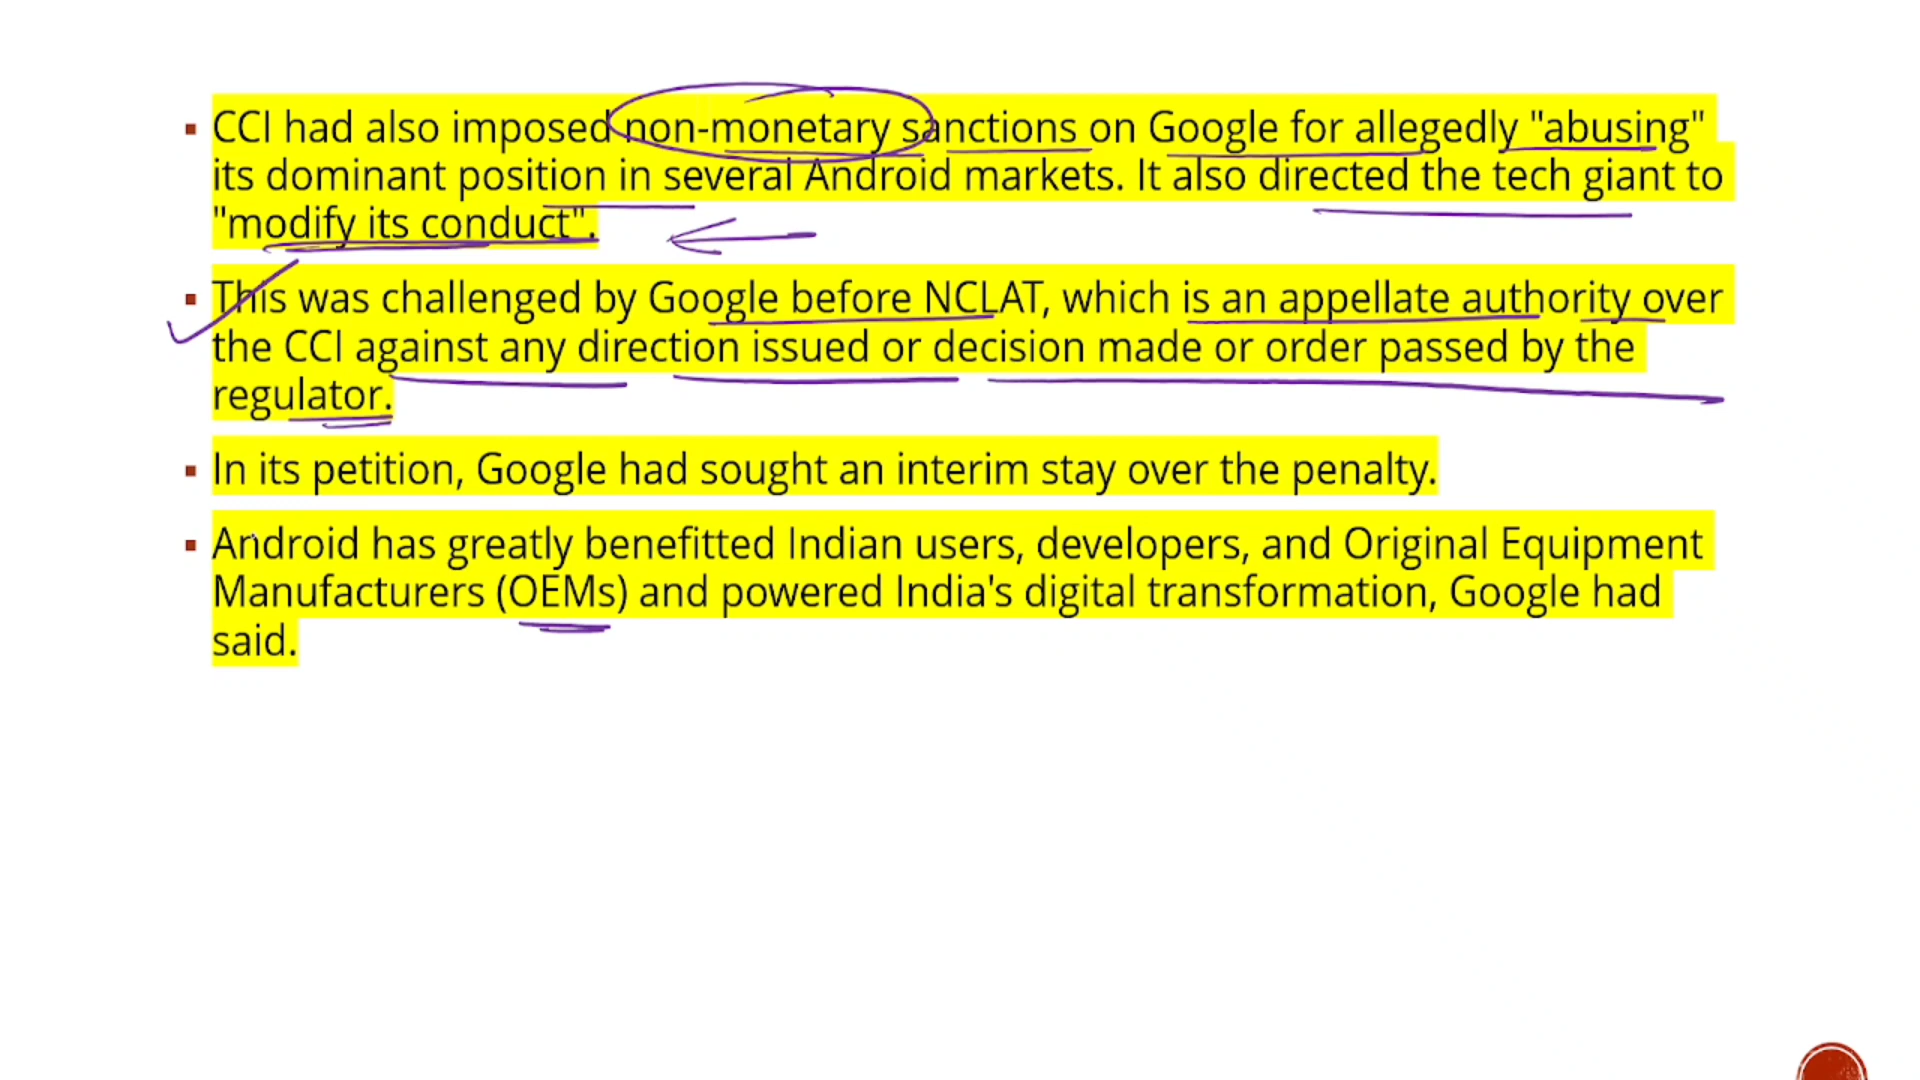 CCI had also imposed non-monetary sanctions on Google for allegedly "abusing"
its dominant position in several Android markets. It also directed the tech giant to
"modify its conduct".
This was challenged by Google before NCLAT, which is an appellate authority over
the CCI against any direction issued or decision made or order passed by the
regulator.
In its petition, Google had sought an interim stay over the penalty.
Android has greatly benefitted Indian users, developers, and Original Equipment
Manufacturers (OEMs) and powered India's digital transformation, Google had
said.